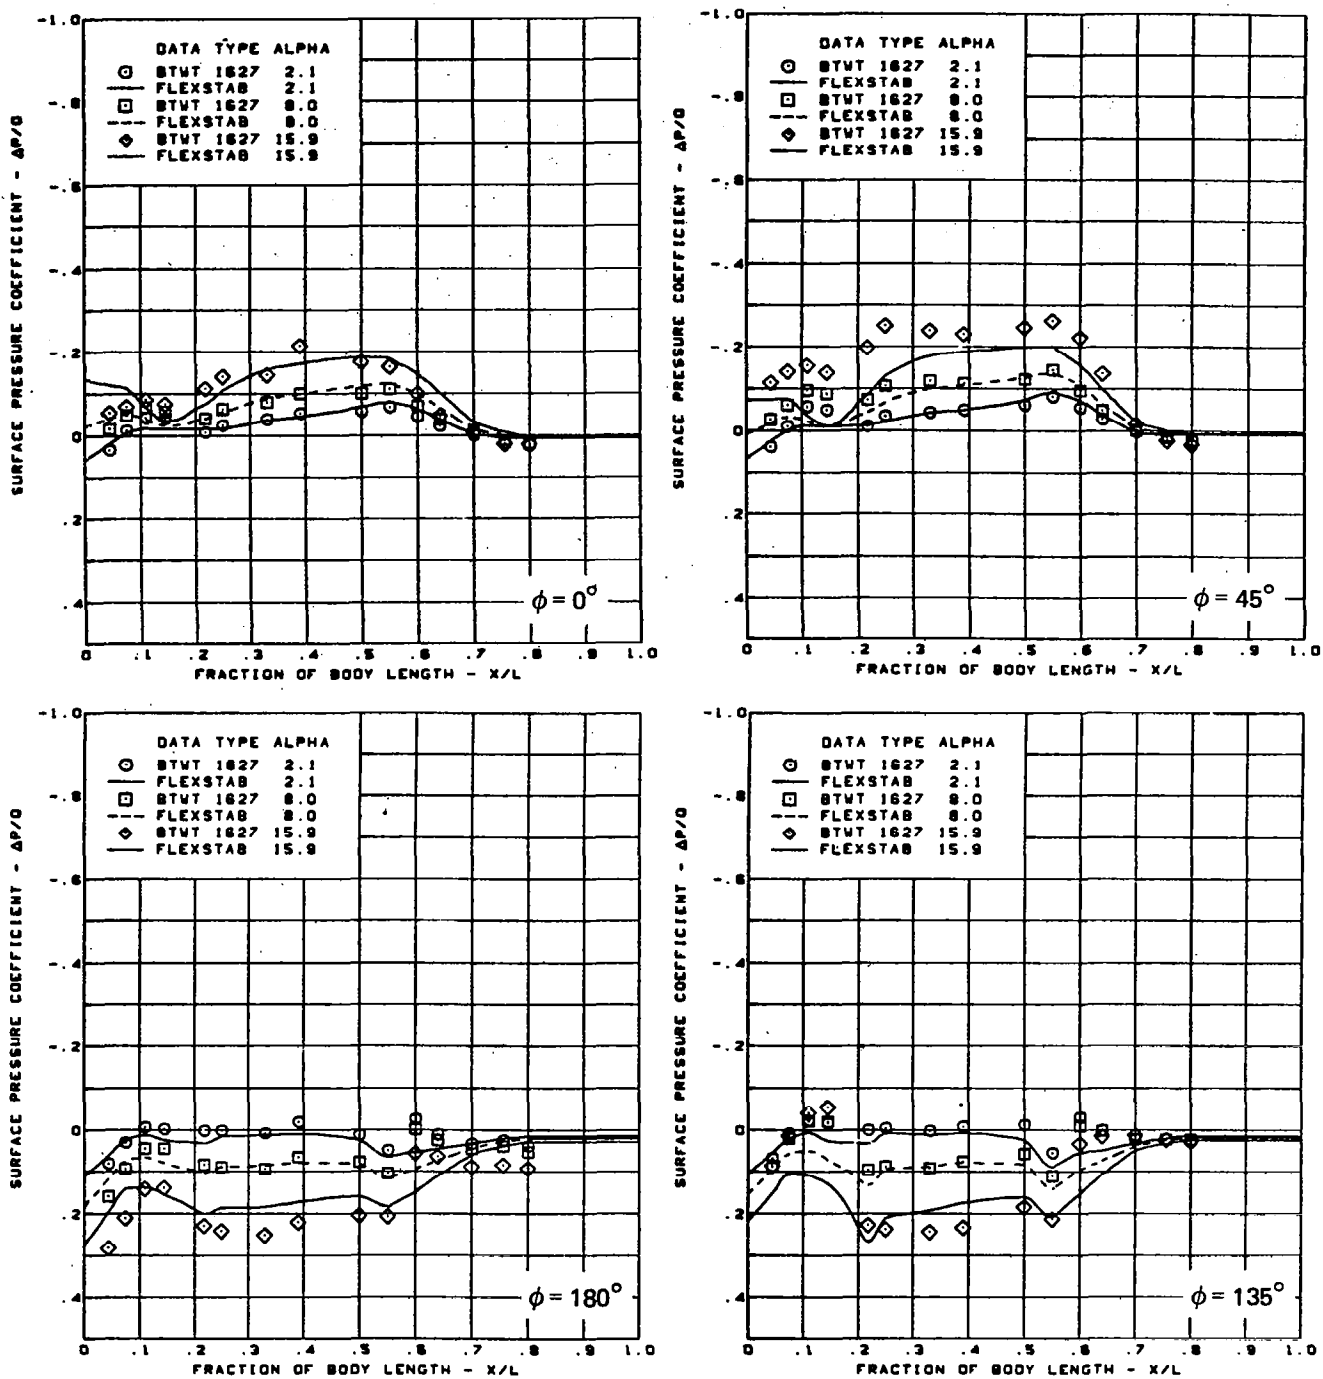 SURFACE PRESSURE COEFFICIENT - ΔP/Q
-1.0
-.8
-.6
-.4
-.2
0
.2
.4
DATA TYPE ALPHA
BTWT 1627 2.1
FLEXSTAB 2.1
BTWT 1627 8.0
FLEXSTAB 8.0
BTWT 1627 15.9
FLEXSTAB 15.9
φ = 0°
0 .1 .2 .3 .4 .5 .6 .7 .8 .9 1.0
FRACTION OF BODY LENGTH - X/L
SURFACE PRESSURE COEFFICIENT - ΔP/Q
-1.0
-.8
-.6
-.4
-.2
0
.2
.4
DATA TYPE ALPHA
BTWT 1627 2.1
FLEXSTAB 2.1
BTWT 1627 8.0
FLEXSTAB 8.0
BTWT 1627 15.9
FLEXSTAB 15.9
φ = 45°
0 .1 .2 .3 .4 .5 .6 .7 .8 .9 1.0
FRACTION OF BODY LENGTH - X/L
SURFACE PRESSURE COEFFICIENT - ΔP/Q
-1.0
-.8
-.6
-.4
-.2
0
.2
.4
DATA TYPE ALPHA
BTWT 1627 2.1
FLEXSTAB 2.1
BTWT 1627 8.0
FLEXSTAB 8.0
BTWT 1627 15.9
FLEXSTAB 15.9
φ = 180°
0 .1 .2 .3 .4 .5 .6 .7 .8 .9 1.0
FRACTION OF BODY LENGTH - X/L
SURFACE PRESSURE COEFFICIENT - ΔP/Q
-1.0
-.8
-.6
-.4
-.2
0
.2
.4
DATA TYPE ALPHA
BTWT 1627 2.1
FLEXSTAB 2.1
BTWT 1627 8.0
FLEXSTAB 8.0
BTWT 1627 15.9
FLEXSTAB 15.9
φ = 135°
0 .1 .2 .3 .4 .5 .6 .7 .8 .9 1.0
FRACTION OF BODY LENGTH - X/L